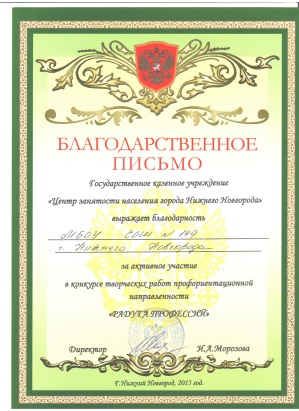 БЛАГОДАРСТВЕННОЕ
ПИСЬМО
Государственное казенное учреждение
«Центр занятости населения города Нижнего Новгорода»
выражает благодарность
МБОУ СОШ № 149
г. Нижнего Новгорода
за активное участие
в конкурсе творческих работ профориентационной
направленности
«РАДУГА ПРОФЕССИЙ»
Директор И.А.Морозова
Г.Нижний Новгород, 2015 год.